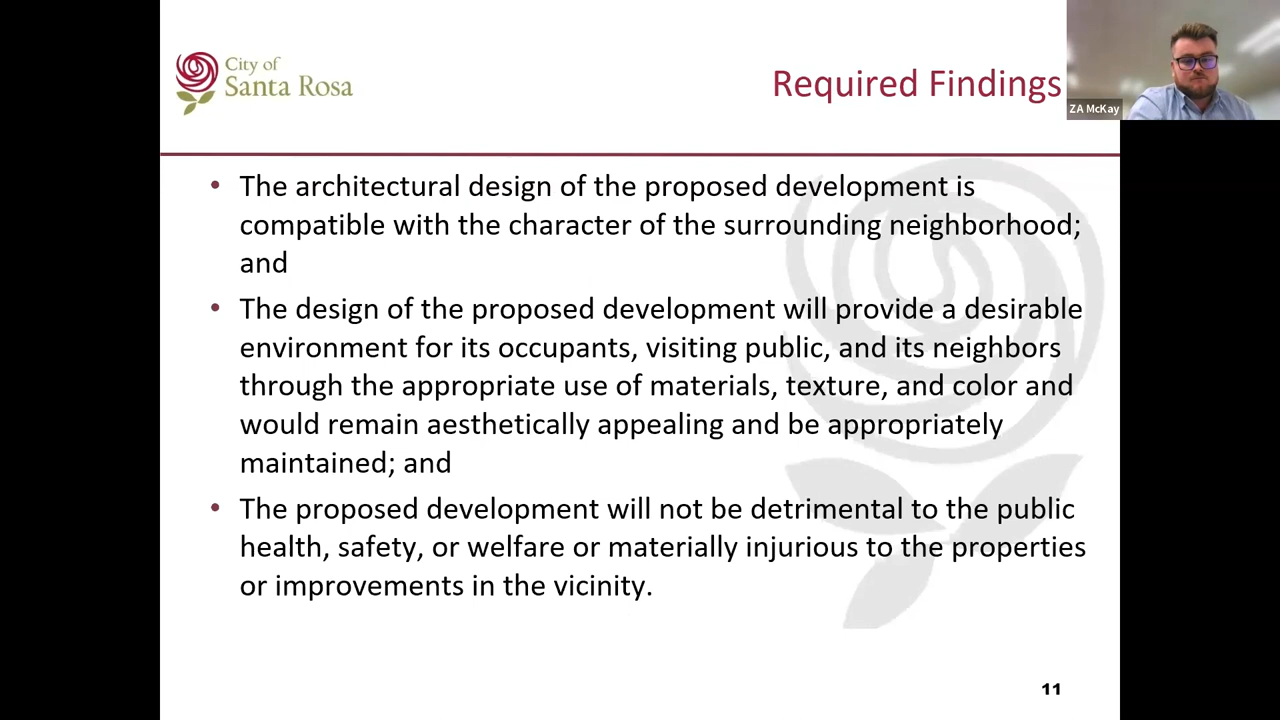 City of
Santa Rosa
Required Findings
ZA McKay
• The architectural design of the proposed development is
compatible with the character of the surrounding neighborhood;
and
• The design of the proposed development will provide a desirable
environment for its occupants, visiting public, and its neighbors
through the appropriate use of materials, texture, and color and
would remain aesthetically appealing and be appropriately
maintained; and
• The proposed development will not be detrimental to the public
health, safety, or welfare or materially injurious to the properties
or improvements in the vicinity.
11